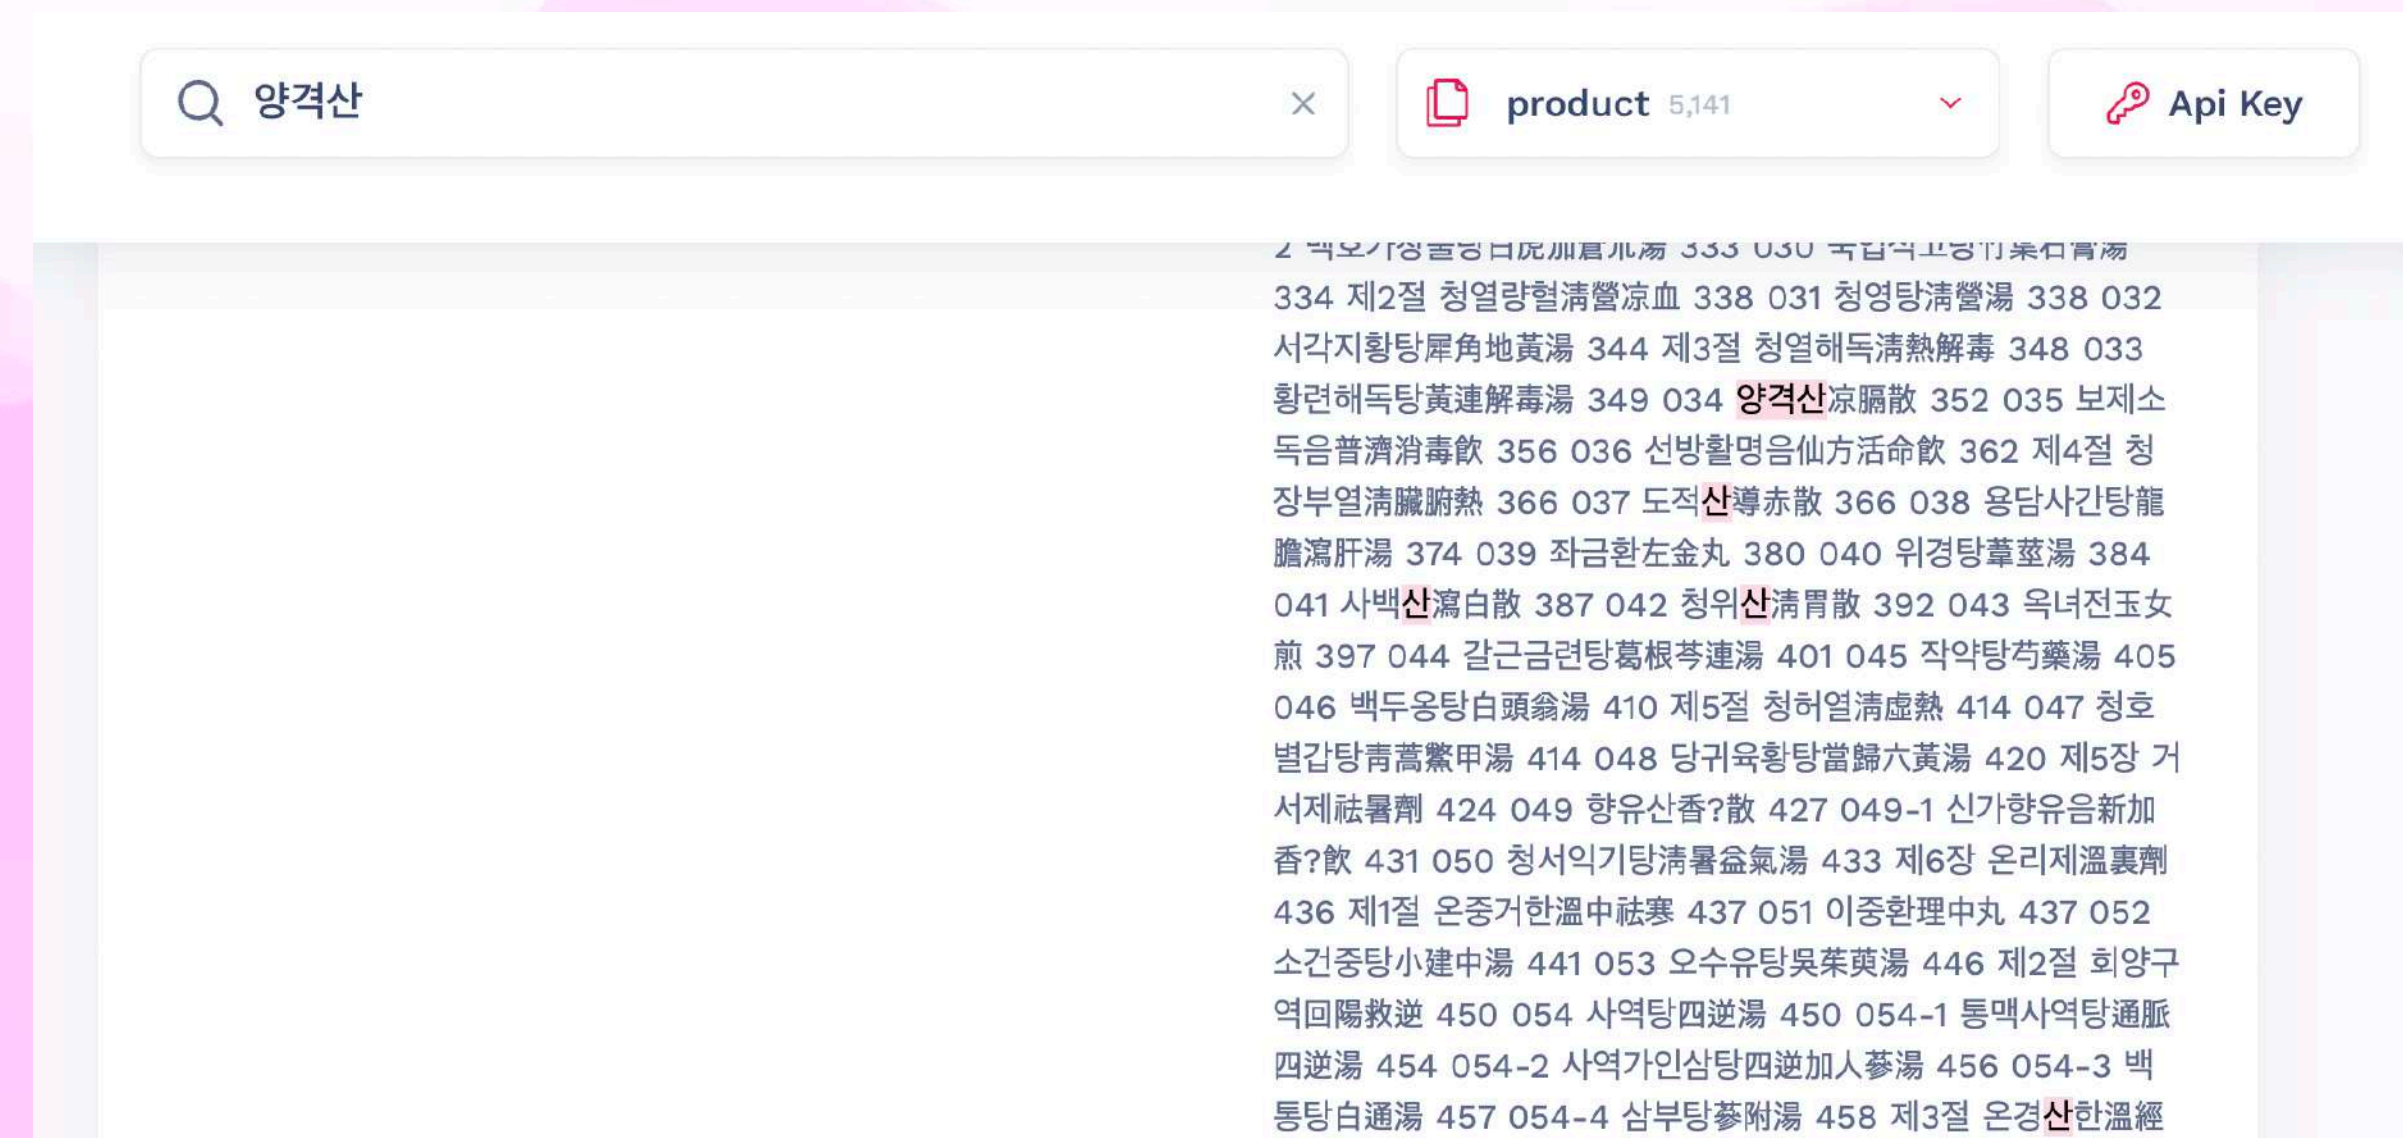 양격산
product 5,141
Api Key
333 030
334 제2절 청열량혈淸營凉血 338 031 청영탕淸營湯 338 032
서각지황탕犀角地黃湯 344 제3절 청열해독淸熱解毒 348 033
황련해독탕黃連解毒湯 349 034 양격산凉膈散 352 035 보제소
독음普濟消毒飮 356 036 선방활명음仙方活命飮 362 제4절 청
장부열淸臟腑熱 366 037 도적산導赤散 366 038 용담사간탕龍
膽瀉肝湯 374 039 좌금환左金丸 380 040 위경탕葦莖湯 384
041 사백산瀉白散 387 042 청위산淸胃散 392 043 옥녀전玉女
煎 397 044 갈근금련탕葛根芩連湯 401 045 작약탕芍藥湯 405
046 백두옹탕白頭翁湯 410 제5절 청허열淸虛熱 414 047 청호
별갑탕靑蒿鱉甲湯 414 048 당귀육황탕當歸六黃湯 420 제5장 거
서제祛暑劑 424 049 향유산香?散 427 049-1 신가향유음新加
香?飮 431 050 청서익기탕淸暑益氣湯 433 제6장 온리제溫裏劑
436 제1절 온중거한溫中祛寒 437 051 이중환理中丸 437 052
소건중탕小建中湯 441 053 오수유탕吳茱萸湯 446 제2절 회양구
역回陽救逆 450 054 사역탕四逆湯 450 054-1 통맥사역탕通脈
四逆湯 454 054-2 사역가인삼탕四逆加人蔘湯 456 054-3 백
통탕白通湯 457 054-4 삼부탕蔘附湯 458 제3절 온경산한溫經